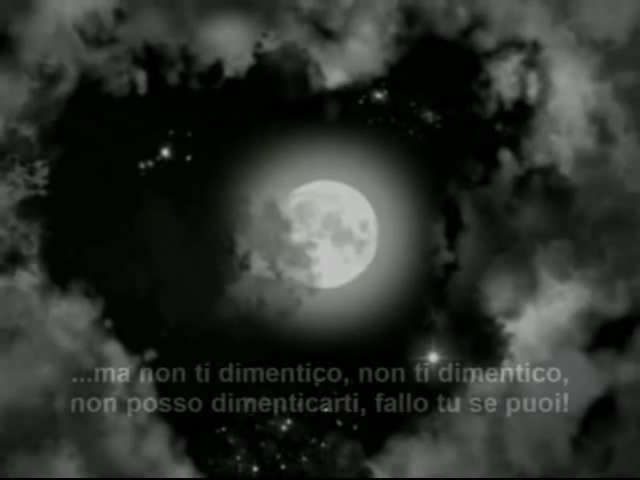 ...ma non ti dimentico, non ti dimentico,
non posso dimenticarti, fallo tu se puoi!